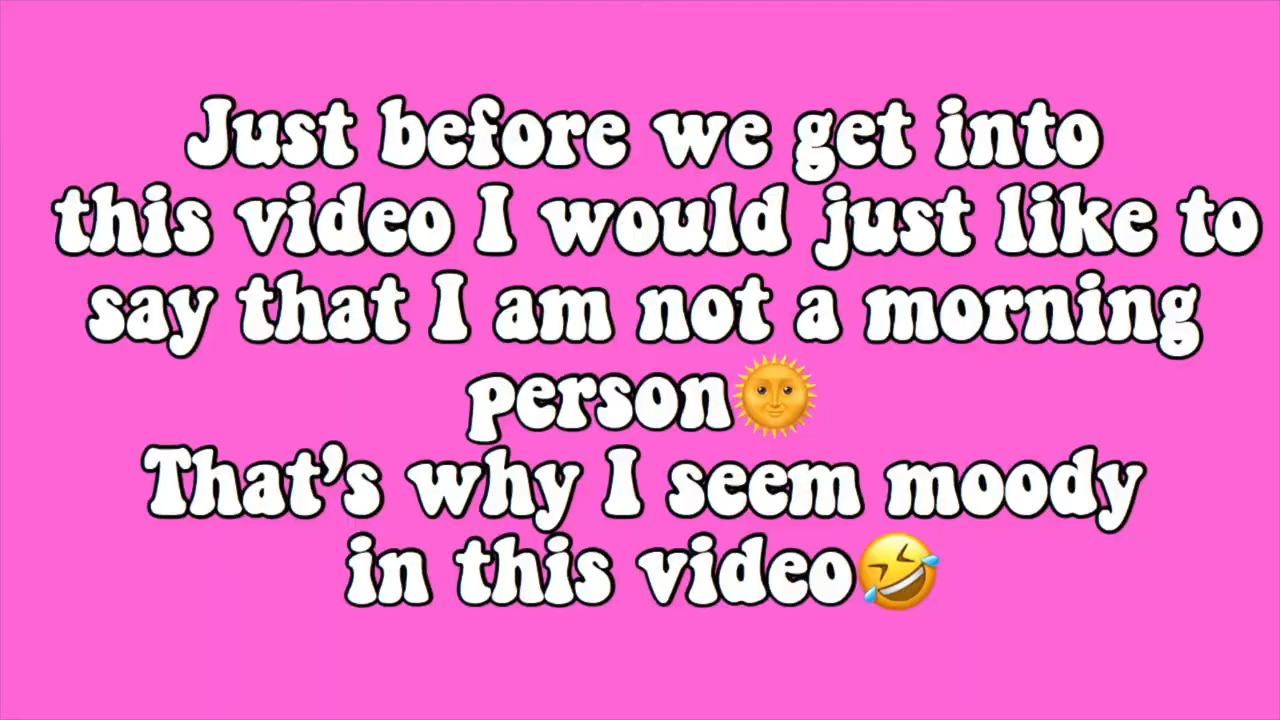 Just before we get into
this video I would just like to
say that I am not a morning
person🌞
That's why I seem moody
in this video🤣